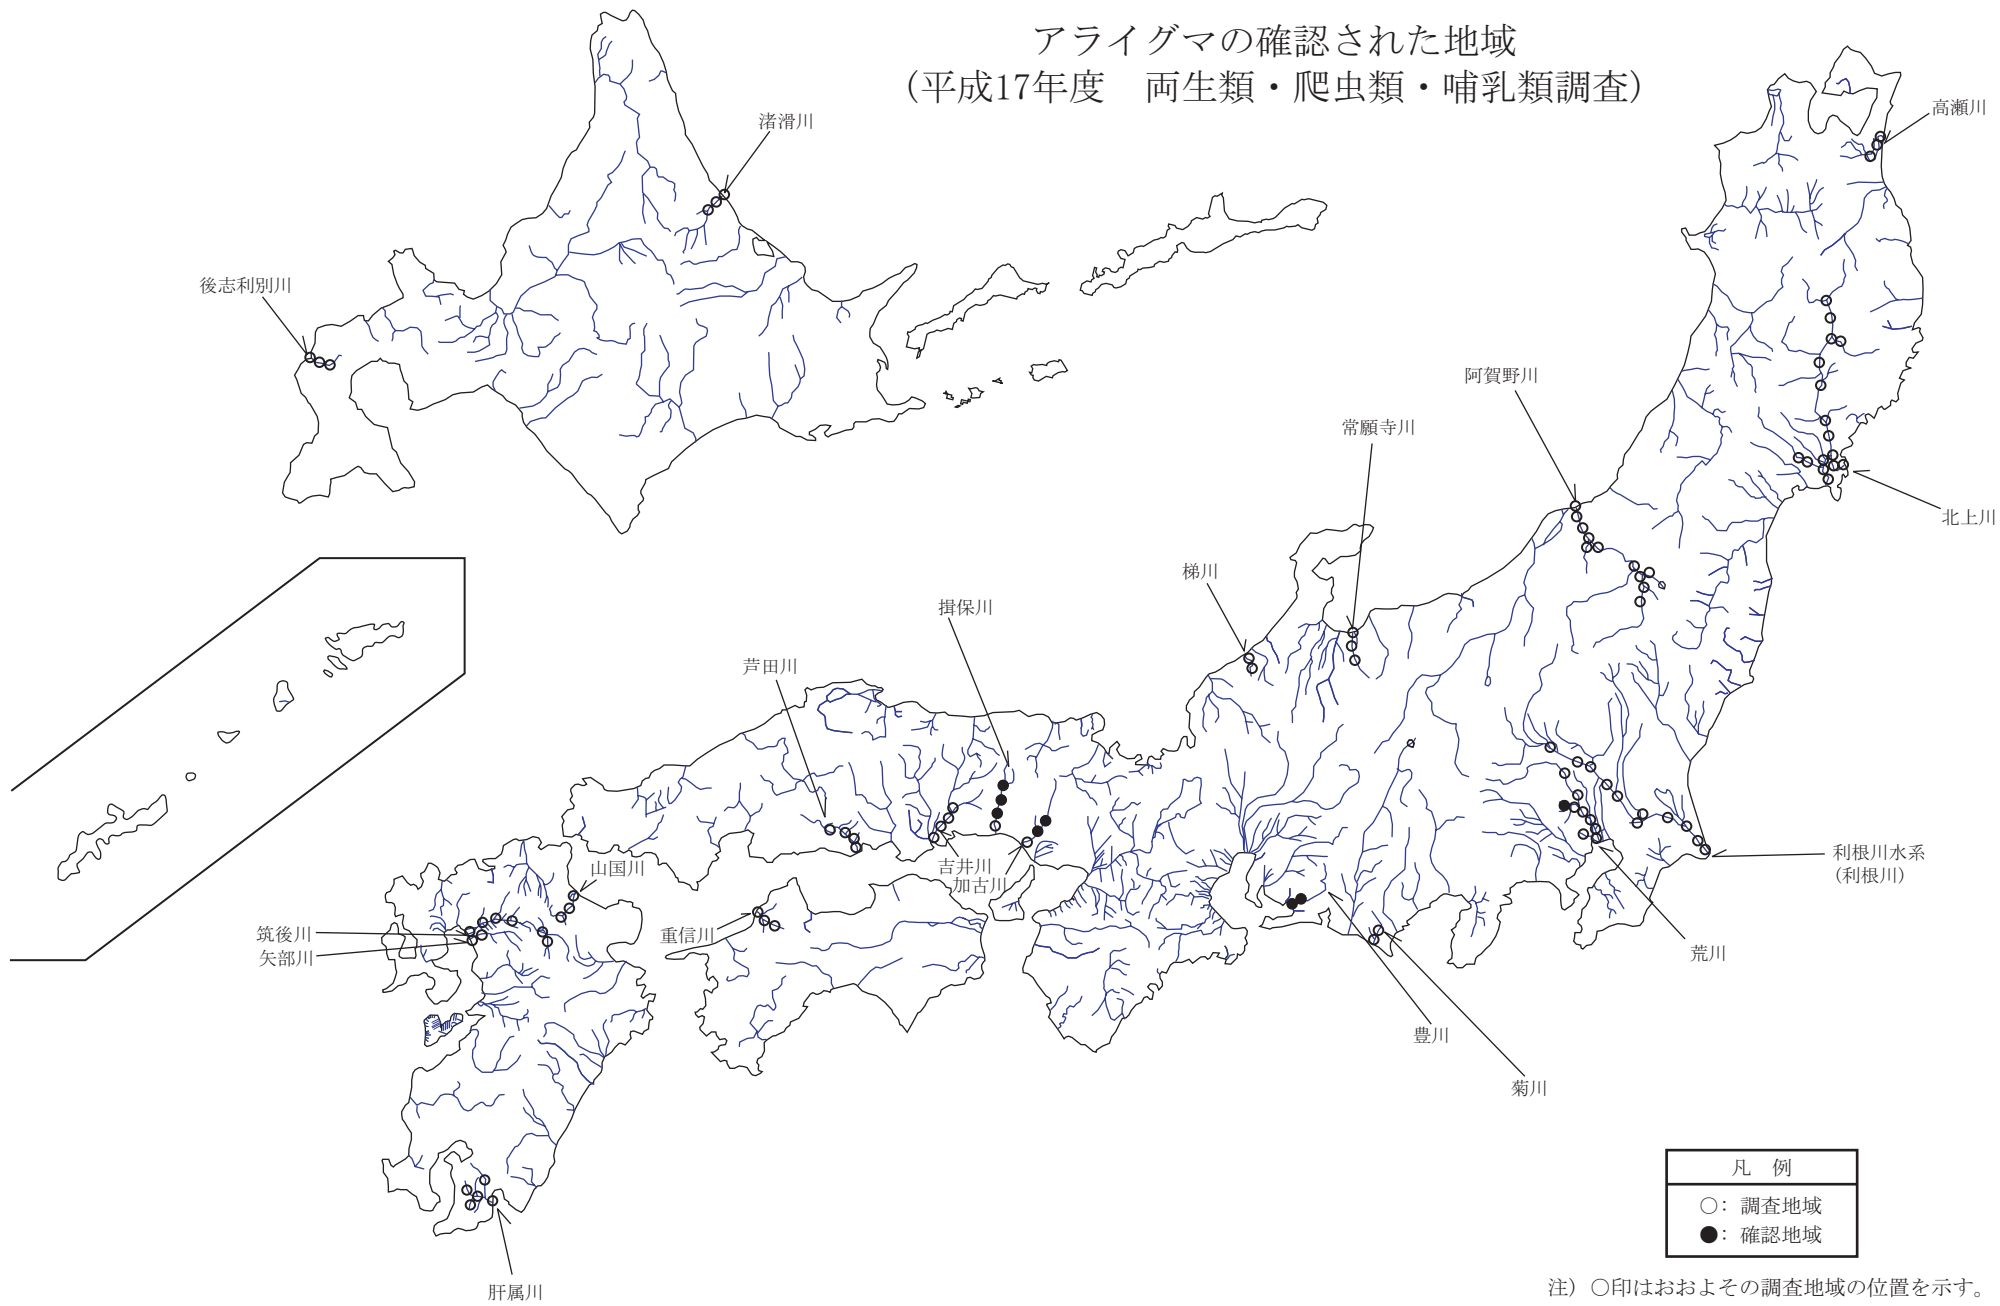 アライグマの確認された地域
（平成17年度　両生類・爬虫類・哺乳類調査）
渚滑川
高瀬川
後志利別川
阿賀野川
常願寺川
北上川
梯川
揖保川
芦田川
吉井川
加古川
山国川
利根川水系
（利根川）
筑後川
矢部川
重信川
荒川
豊川
菊川
肝属川
凡　例
○：調査地域
●：確認地域
注）○印はおおよその調査地域の位置を示す。